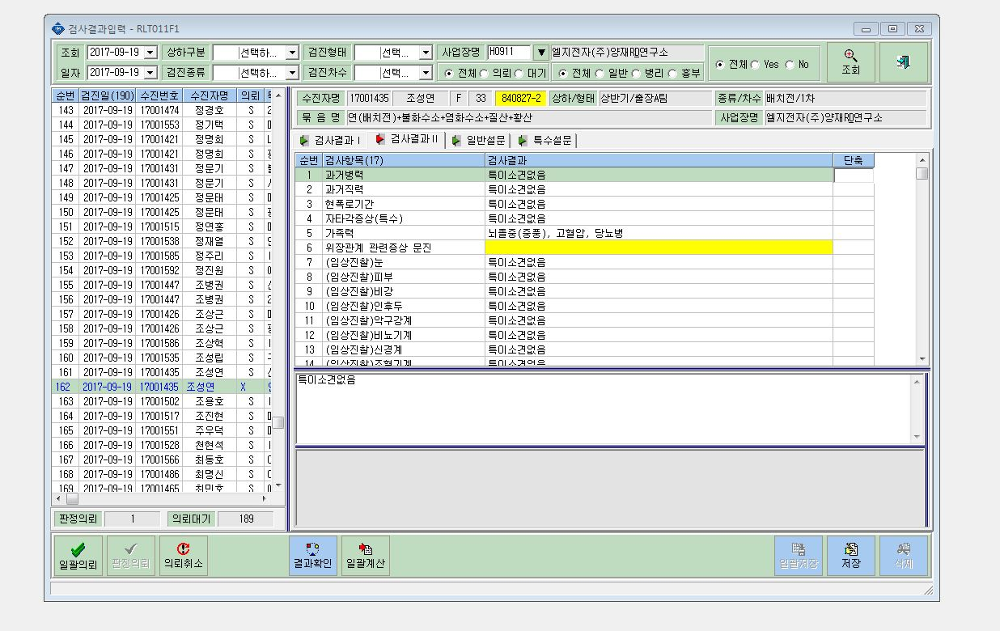 검사결과입력 - RLT011F1
조회 2017-09-19 상하구분 선택하... 검진형태 선택... 사업장명 H0911 ▼ 엘지전자(주)양재R연구소
일자 2017-09-19 검진종류 선택하... 검진차수 선택... 전체 의뢰 대기 전체 일반 병리 흉부 전체 Yes No 조회
순번 검진일(190) 수진번호 수진자명 의뢰
143 2017-09-19 17001474 정경호 S
144 2017-09-19 17001553 정기택 S
145 2017-09-19 17001421 정명희 S
146 2017-09-19 17001421 정명희 S
147 2017-09-19 17001431 정문기 S
148 2017-09-19 17001431 정문기 S
149 2017-09-19 17001425 정문태 S
150 2017-09-19 17001425 정문태 S
151 2017-09-19 17001515 정연홍 S
152 2017-09-19 17001538 정재열 S
153 2017-09-19 17001585 정주리 S
154 2017-09-19 17001592 정진원 S
155 2017-09-19 17001447 조병권 S
156 2017-09-19 17001447 조병권 S
157 2017-09-19 17001426 조상근 S
158 2017-09-19 17001426 조상근 S
159 2017-09-19 17001586 조상혁 S
160 2017-09-19 17001535 조성립 S
161 2017-09-19 17001435 조성연 S
162 2017-09-19 17001435 조성연 X
163 2017-09-19 17001502 조용호 S
164 2017-09-19 17001517 조진현 S
165 2017-09-19 17001551 주우덕 S
166 2017-09-19 17001528 천현석 S
167 2017-09-19 17001566 최동호 S
168 2017-09-19 17001486 최명신 S
169 2017-09-19 17001465 최민호 S
판정의뢰 1 의뢰대기 189
수진자명 17001435 조성연 F 33 840827-2 상하/형태 상반기/출장A팀 종류/차수 배치전/1차
묶음명 연(배치전)+불화수소+염화수소+질산+황산 사업장명 엘지전자(주)양재R연구소
검사결과Ⅰ 검사결과Ⅱ 일반설문 특수설문
순번 검사항목(17) 검사결과 단축
1 과거병력 특이소견없음
2 과거직력 특이소견없음
3 현폭로기간 특이소견없음
4 자타각증상(특수) 특이소견없음
5 가족력 뇌졸중(중풍), 고혈압, 당뇨병
6 위장관계 관련증상 문진
7 (임상진찰)눈 특이소견없음
8 (임상진찰)피부 특이소견없음
9 (임상진찰)비강 특이소견없음
10 (임상진찰)인후두 특이소견없음
11 (임상진찰)악구강계 특이소견없음
12 (임상진찰)비뇨기계 특이소견없음
13 (임상진찰)신경계 특이소견없음
14 (임상진찰)조혈기계 특이소견없음
특이소견없음
일괄의뢰 판정의뢰 의뢰취소 결과확인 일괄계산 일괄저장 저장 삭제